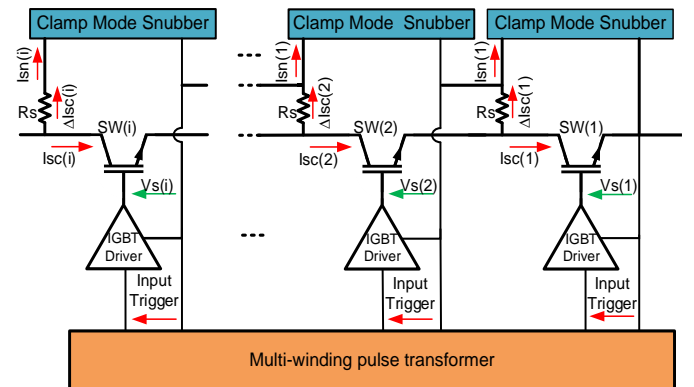 Clamp Mode Snubber
Clamp Mode Snubber
Clamp Mode Snubber
Isn(i)
Rs
ΔIsc(i)
SW(i)
Isc(i)
Vs(i)
IGBT
Driver
Input
Trigger
Isn(1)
Rs
ΔIsc(2)
SW(2)
Isc(2)
Vs(2)
IGBT
Driver
Input
Trigger
Isn(1)
Rs
ΔIsc(1)
SW(1)
Isc(1)
Vs(1)
IGBT
Driver
Input
Trigger
Multi-winding pulse transformer